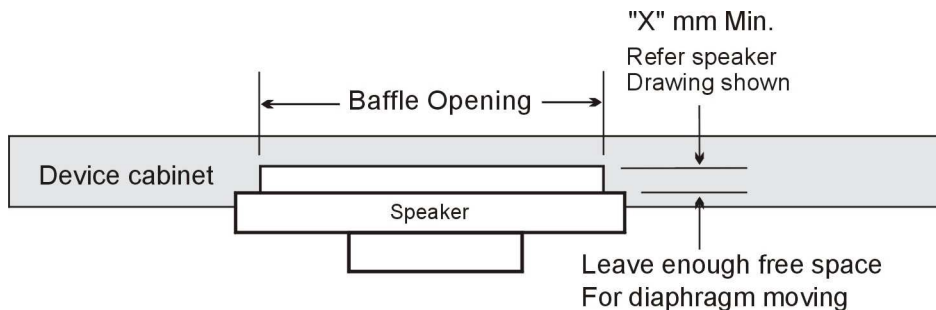 "X" mm Min.
Refer speaker
Drawing shown
Baffle Opening
Device cabinet
Speaker
Leave enough free space
For diaphragm moving